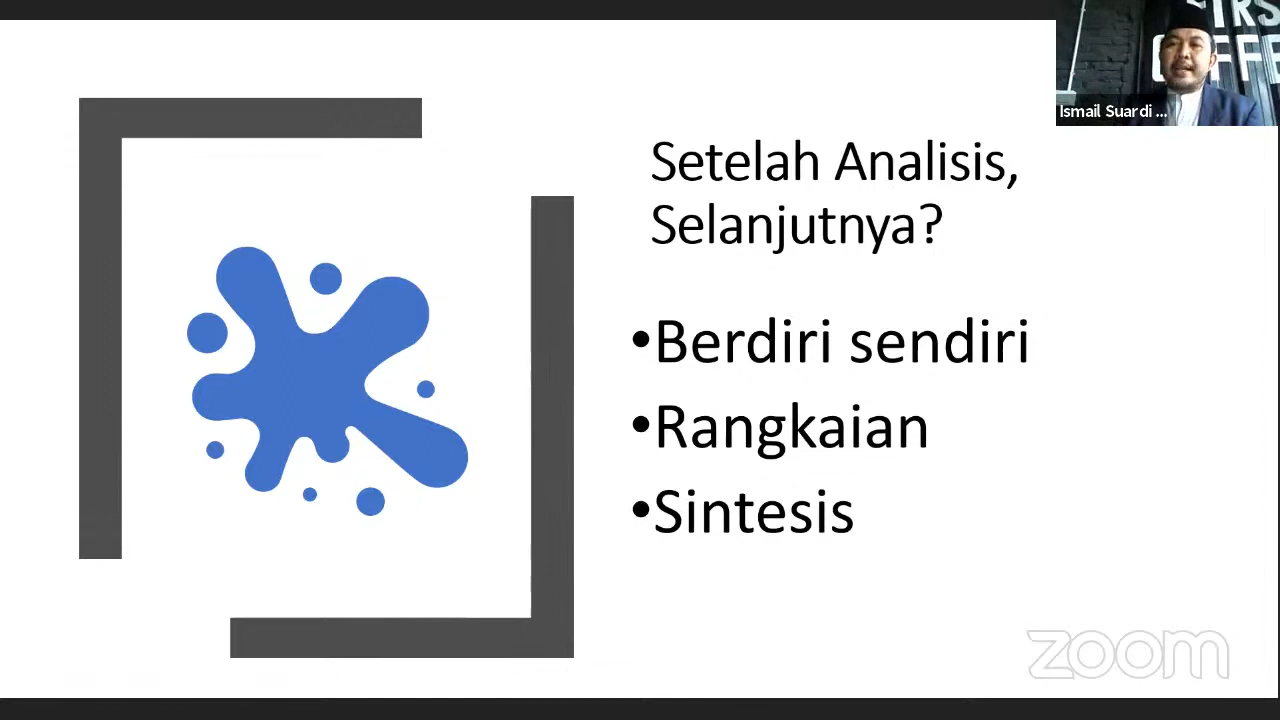 Setelah Analisis,
Selanjutnya?
•Berdiri sendiri
•Rangkaian
•Sintesis
Ismail Suardi ...
zoom